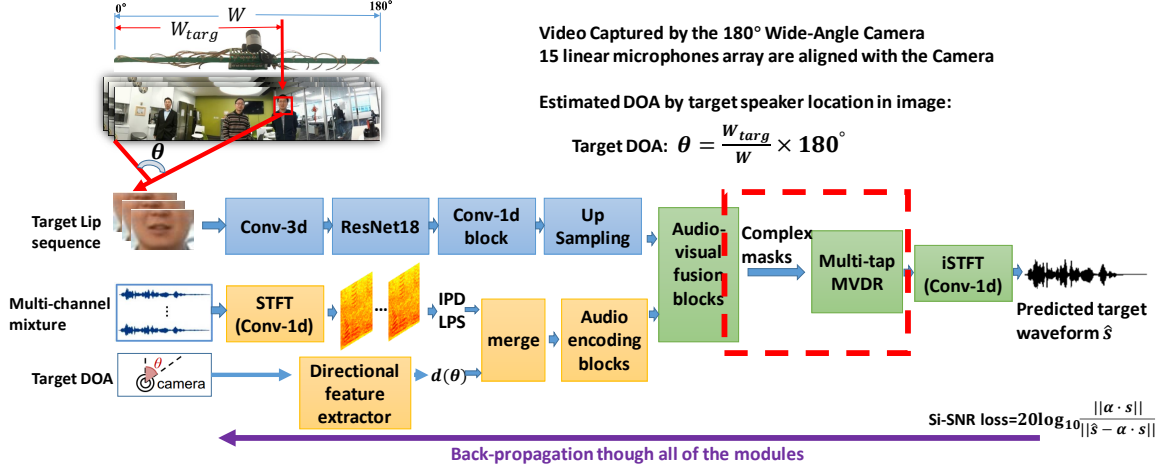 0°
W
180°
W_targ
Video Captured by the 180° Wide-Angle Camera
15 linear microphones array are aligned with the Camera
Estimated DOA by target speaker location in image:
Target DOA: θ = W_targ / W × 180°
θ
Target Lip
sequence
Conv-3d
ResNet18
Conv-1d
block
Up
Sampling
Audio-
visual
fusion
blocks
Complex
masks
Multi-tap
MVDR
iSTFT
(Conv-1d)
Predicted target
waveform ŝ
Multi-channel
mixture
STFT
(Conv-1d)
...
IPD
LPS
merge
Audio
encoding
blocks
Target DOA
θ
camera
Directional
feature
extractor
d(θ)
Si-SNR loss=20log₁₀ ||α · s|| / ||ŝ − α · s||
Back-propagation though all of the modules